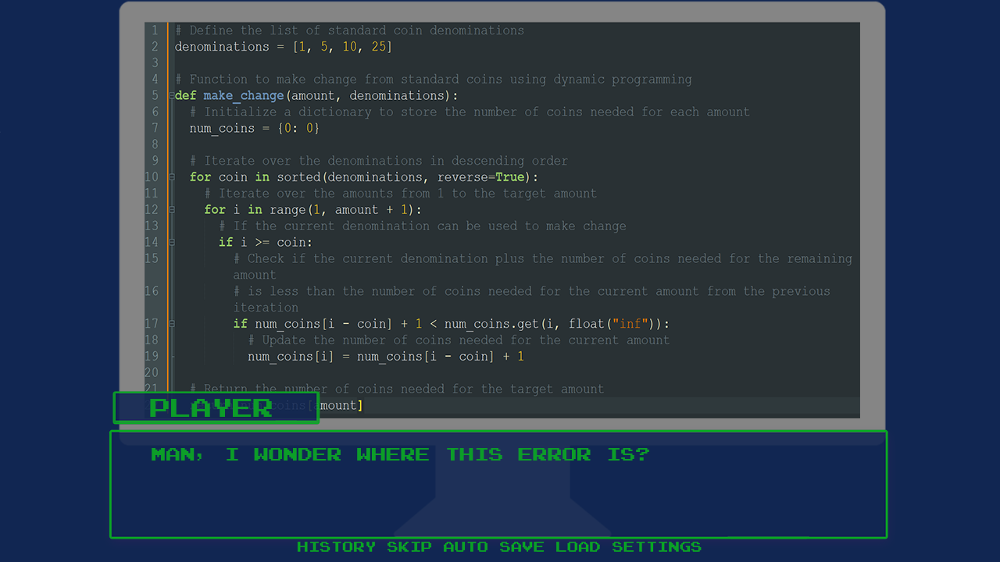 1 # Define the list of standard coin denominations
2 denominations = [1, 5, 10, 25]
3
4 # Function to make change from standard coins using dynamic programming
5 def make_change(amount, denominations):
6 # Initialize a dictionary to store the number of coins needed for each amount
7 num_coins = {0: 0}
8
9 # Iterate over the denominations in descending order
10 for coin in sorted(denominations, reverse=True):
11 # Iterate over the amounts from 1 to the target amount
12 for i in range(1, amount + 1):
13 # If the current denomination can be used to make change
14 if i >= coin:
15 # Check if the current denomination plus the number of coins needed for the remaining
amount
16 # is less than the number of coins needed for the current amount from the previous
iteration
17 if num_coins[i - coin] + 1 < num_coins.get(i, float("inf")):
18 # Update the number of coins needed for the current amount
19 num_coins[i] = num_coins[i - coin] + 1
20
21 # Return the number of coins needed for the target amount
coins[amount]
PLAYER
MAN, I WONDER WHERE THIS ERROR IS?
HISTORY SKIP AUTO SAVE LOAD SETTINGS